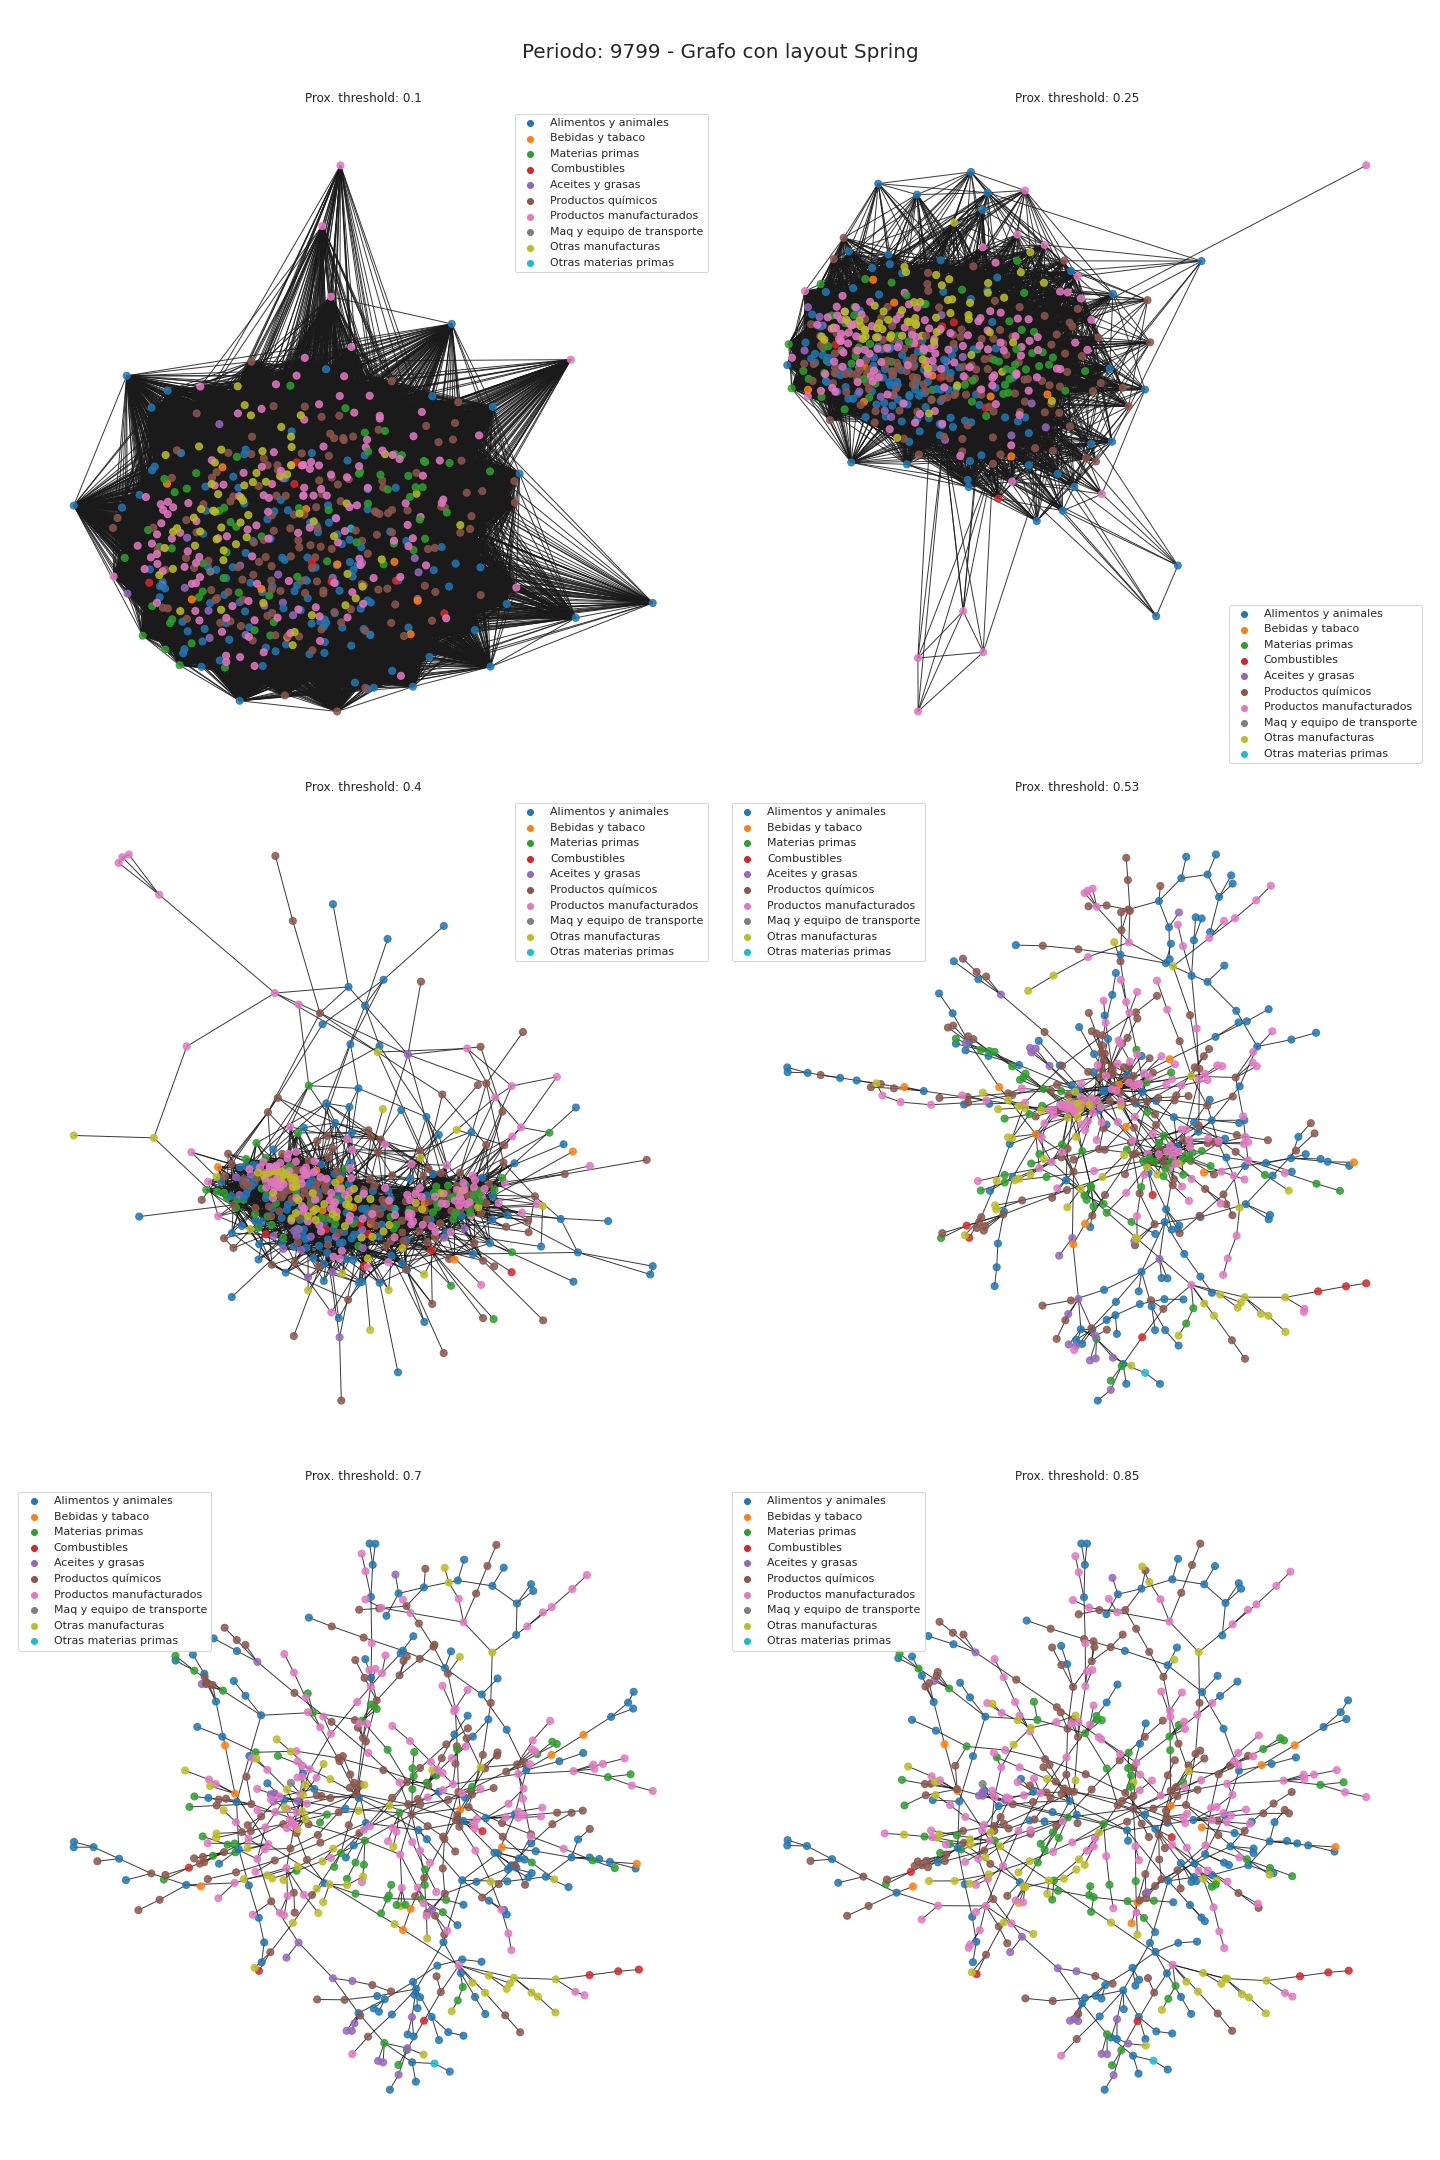 Periodo: 9799 - Grafo con layout Spring
Prox. threshold: 0.1
Alimentos y animales
Bebidas y tabaco
Materias primas
Combustibles
Aceites y grasas
Productos químicos
Productos manufacturados
Maq y equipo de transporte
Otras manufacturas
Otras materias primas
Prox. threshold: 0.25
Alimentos y animales
Bebidas y tabaco
Materias primas
Combustibles
Aceites y grasas
Productos químicos
Productos manufacturados
Maq y equipo de transporte
Otras manufacturas
Otras materias primas
Prox. threshold: 0.4
Alimentos y animales
Bebidas y tabaco
Materias primas
Combustibles
Aceites y grasas
Productos químicos
Productos manufacturados
Maq y equipo de transporte
Otras manufacturas
Otras materias primas
Prox. threshold: 0.53
Alimentos y animales
Bebidas y tabaco
Materias primas
Combustibles
Aceites y grasas
Productos químicos
Productos manufacturados
Maq y equipo de transporte
Otras manufacturas
Otras materias primas
Prox. threshold: 0.7
Alimentos y animales
Bebidas y tabaco
Materias primas
Combustibles
Aceites y grasas
Productos químicos
Productos manufacturados
Maq y equipo de transporte
Otras manufacturas
Otras materias primas
Prox. threshold: 0.85
Alimentos y animales
Bebidas y tabaco
Materias primas
Combustibles
Aceites y grasas
Productos químicos
Productos manufacturados
Maq y equipo de transporte
Otras manufacturas
Otras materias primas